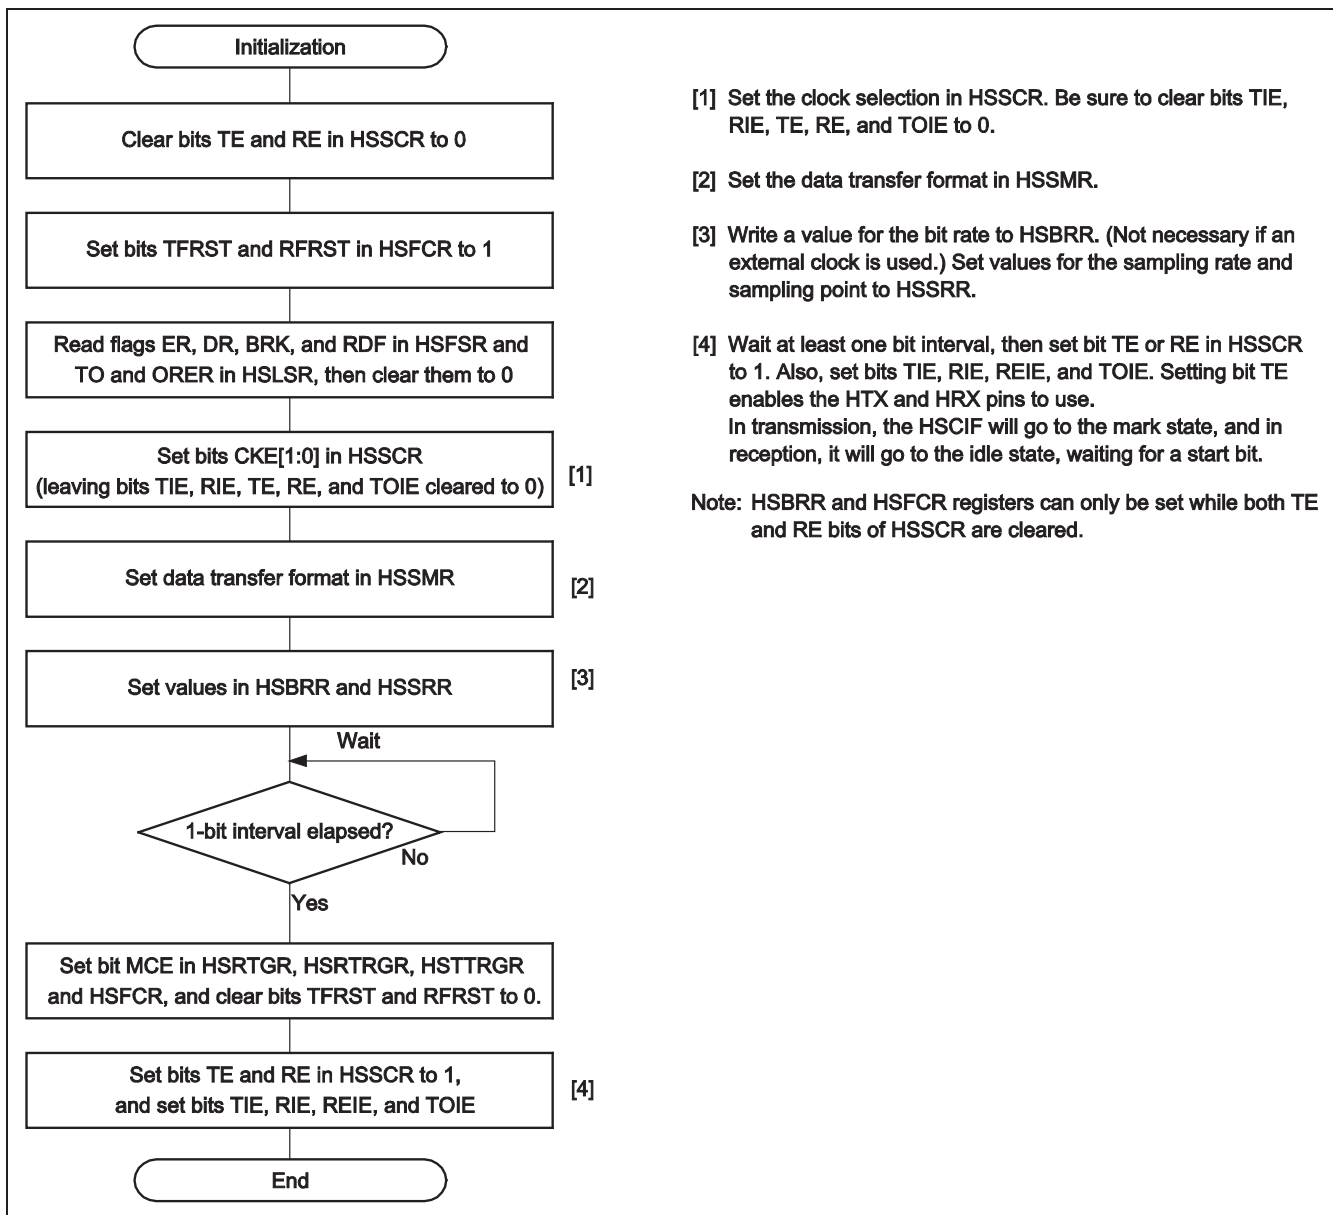 Initialization
Clear bits TE and RE in HSSCR to 0
Set bits TFRST and RFRST in HSFCR to 1
Read flags ER, DR, BRK, and RDF in HSFSR and
TO and ORER in HSLSR, then clear them to 0
Set bits CKE[1:0] in HSSCR
(leaving bits TIE, RIE, TE, RE, and TOIE cleared to 0)
[1]
Set data transfer format in HSSMR
[2]
Set values in HSBRR and HSSRR
[3]
Wait
1-bit interval elapsed?
No
Yes
Set bit MCE in HSRTGR, HSRTRGR, HSTTRGR
and HSFCR, and clear bits TFRST and RFRST to 0.
Set bits TE and RE in HSSCR to 1,
and set bits TIE, RIE, REIE, and TOIE
[4]
End
[1] Set the clock selection in HSSCR. Be sure to clear bits TIE,
RIE, TE, RE, and TOIE to 0.
[2] Set the data transfer format in HSSMR.
[3] Write a value for the bit rate to HSBRR. (Not necessary if an
external clock is used.) Set values for the sampling rate and
sampling point to HSSRR.
[4] Wait at least one bit interval, then set bit TE or RE in HSSCR
to 1. Also, set bits TIE, RIE, REIE, and TOIE. Setting bit TE
enables the HTX and HRX pins to use.
In transmission, the HSCIF will go to the mark state, and in
reception, it will go to the idle state, waiting for a start bit.
Note: HSBRR and HSFCR registers can only be set while both TE
and RE bits of HSSCR are cleared.